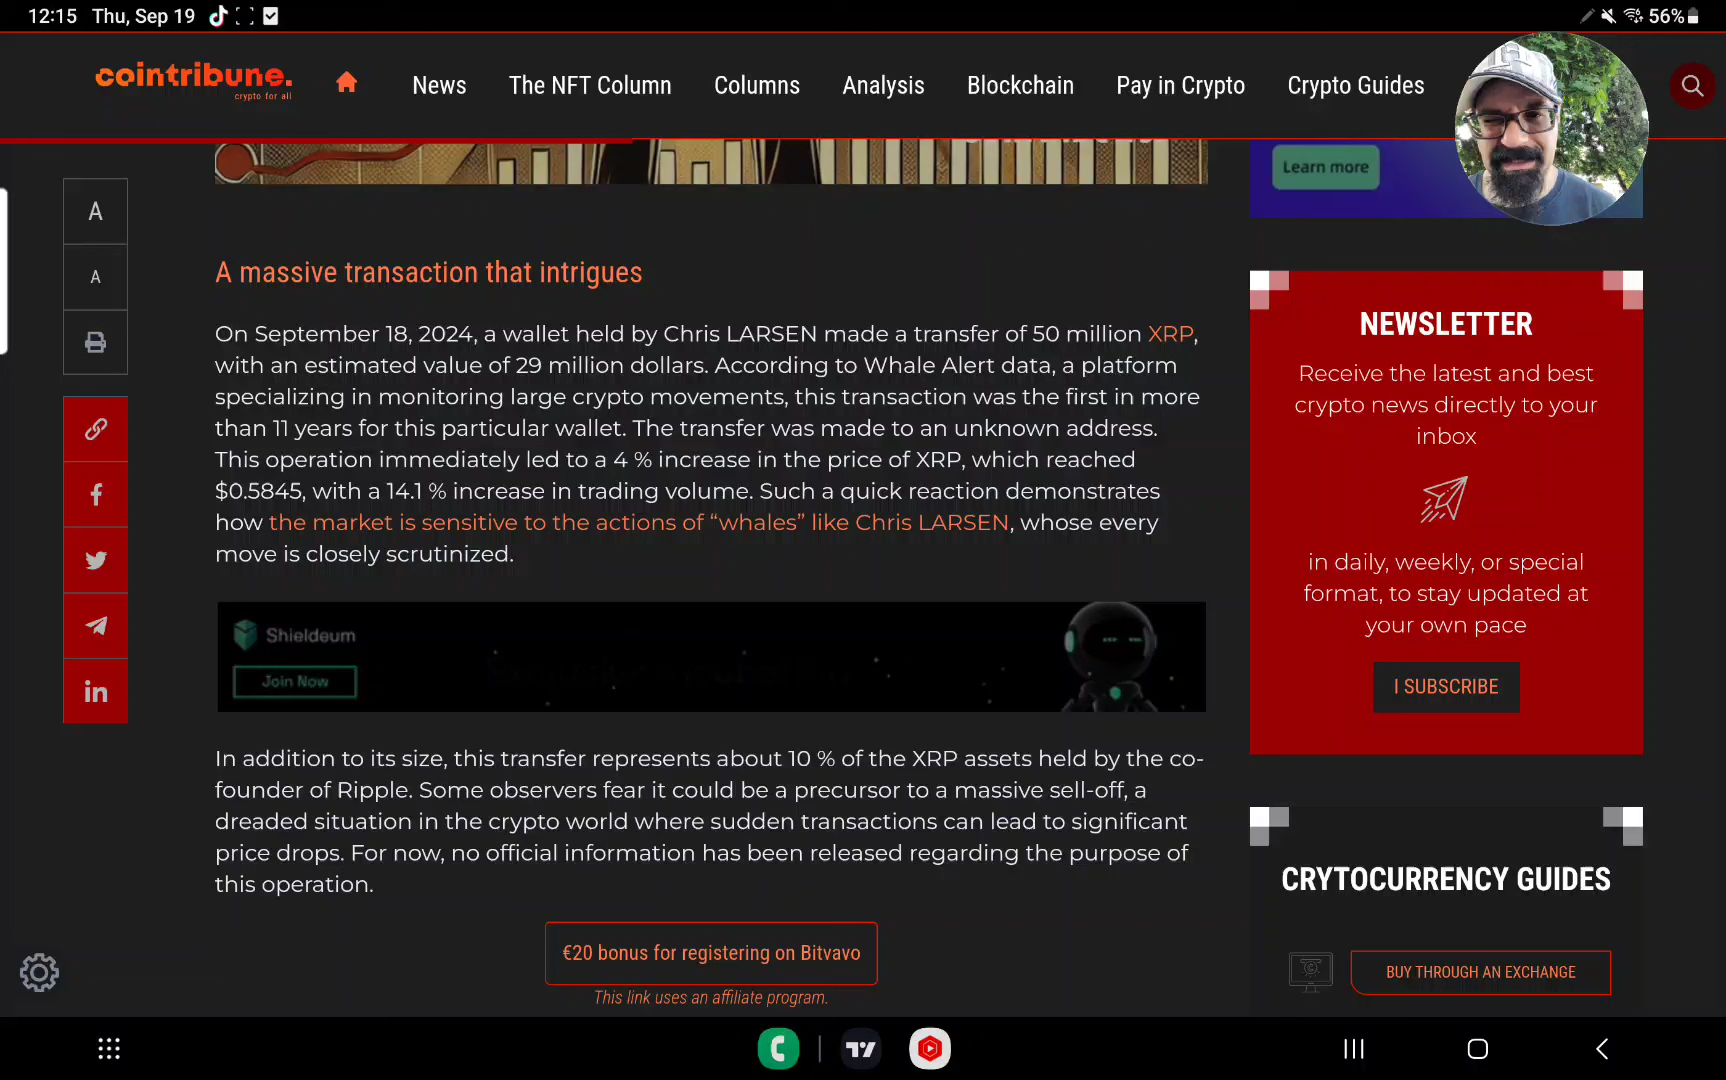 12:15 Thu, Sep 19
56%
cointribune.
crypto for all
News The NFT Column Columns Analysis Blockchain Pay in Crypto Crypto Guides
Learn more
A
A
A massive transaction that intrigues
On September 18, 2024, a wallet held by Chris LARSEN made a transfer of 50 million XRP,
with an estimated value of 29 million dollars. According to Whale Alert data, a platform
specializing in monitoring large crypto movements, this transaction was the first in more
than 11 years for this particular wallet. The transfer was made to an unknown address.
This operation immediately led to a 4 % increase in the price of XRP, which reached
$0.5845, with a 14.1 % increase in trading volume. Such a quick reaction demonstrates
how the market is sensitive to the actions of “whales” like Chris LARSEN, whose every
move is closely scrutinized.
Shieldeum
Join Now
In addition to its size, this transfer represents about 10 % of the XRP assets held by the co-
founder of Ripple. Some observers fear it could be a precursor to a massive sell-off, a
dreaded situation in the crypto world where sudden transactions can lead to significant
price drops. For now, no official information has been released regarding the purpose of
this operation.
€20 bonus for registering on Bitvavo
This link uses an affiliate program.
NEWSLETTER
Receive the latest and best
crypto news directly to your
inbox
in daily, weekly, or special
format, to stay updated at
your own pace
I SUBSCRIBE
CRYTOCURRENCY GUIDES
BUY THROUGH AN EXCHANGE